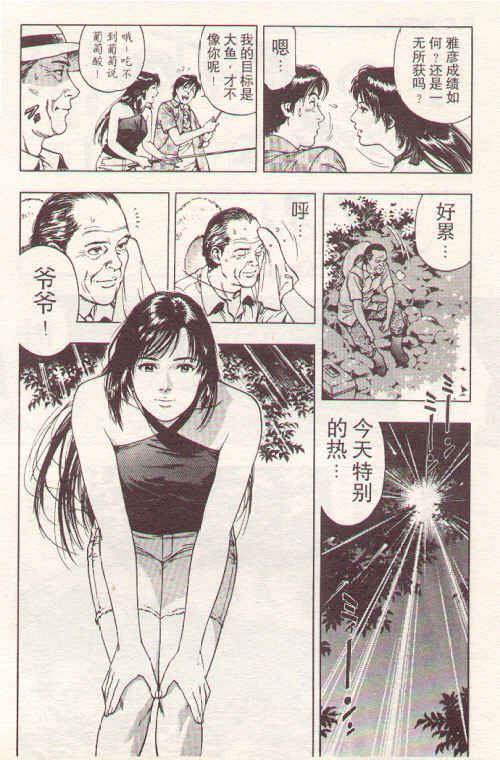 雅彦成绩如
何？还是一
无所获吗？
嗯…
我的目标是
大鱼，才不
像你呢！
哦！吃不
到葡萄说
葡萄酸！
好累…
呼…
今天特别
的热…
爷爷！